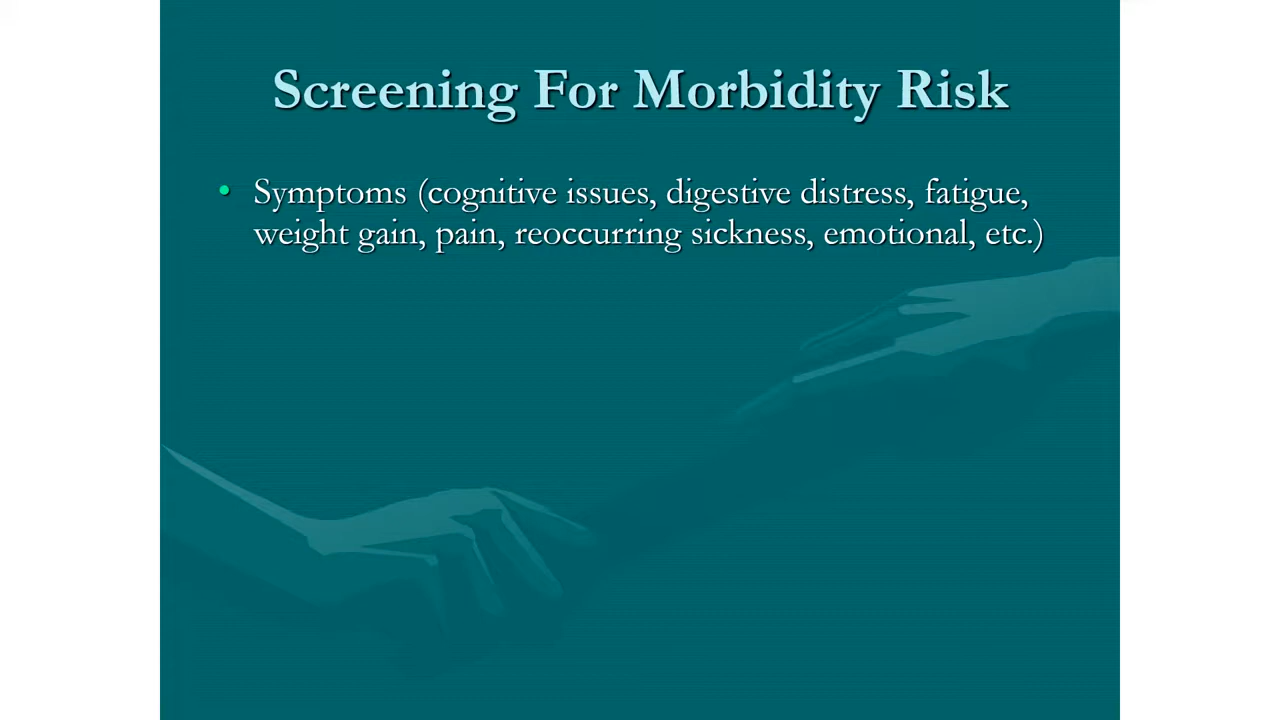 Screening For Morbidity Risk
• Symptoms (cognitive issues, digestive distress, fatigue,
weight gain, pain, reoccurring sickness, emotional, etc.)